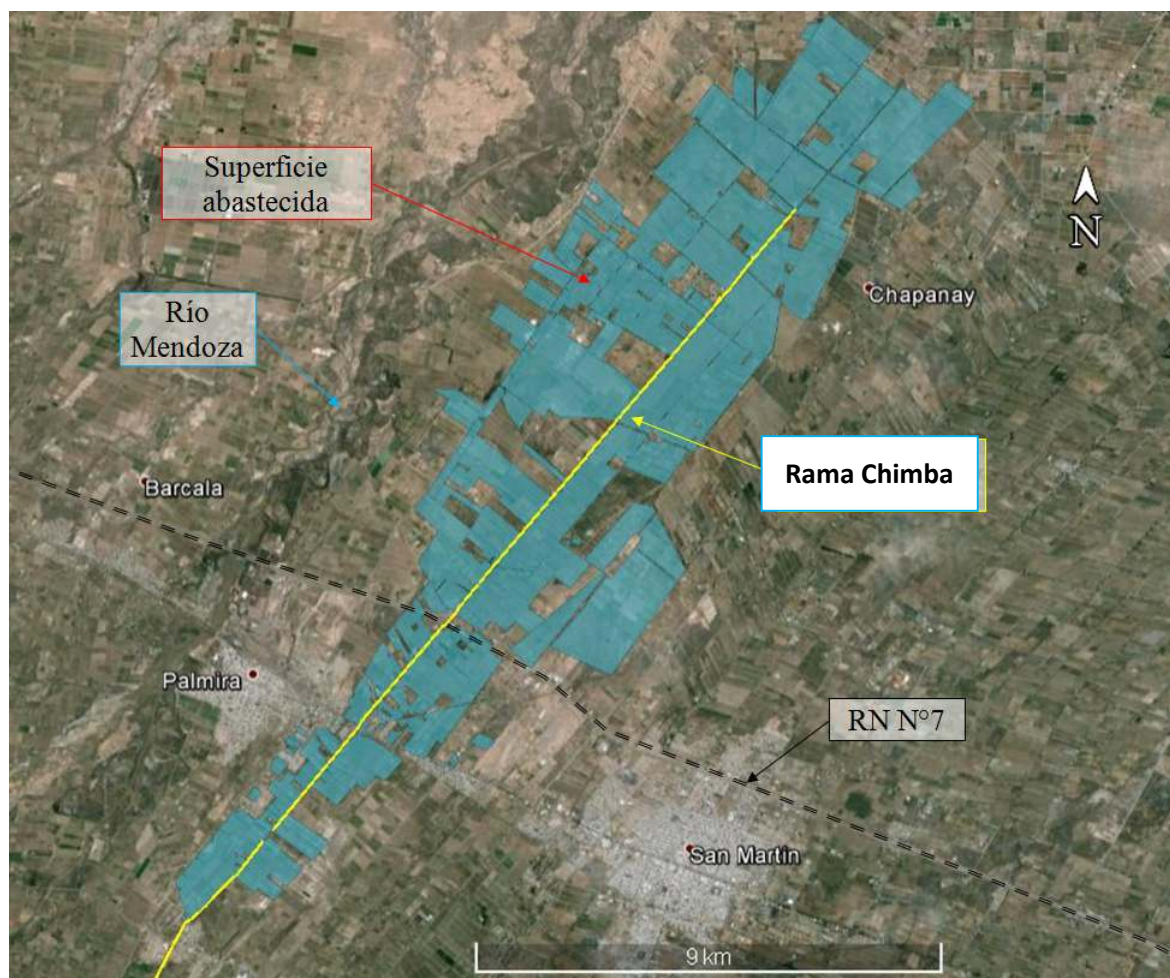 Superficie
abastecida
N
Chapanay
Río
Mendoza
Rama Chimba
Barcala
Palmira
RN N°7
San Martín
9 km